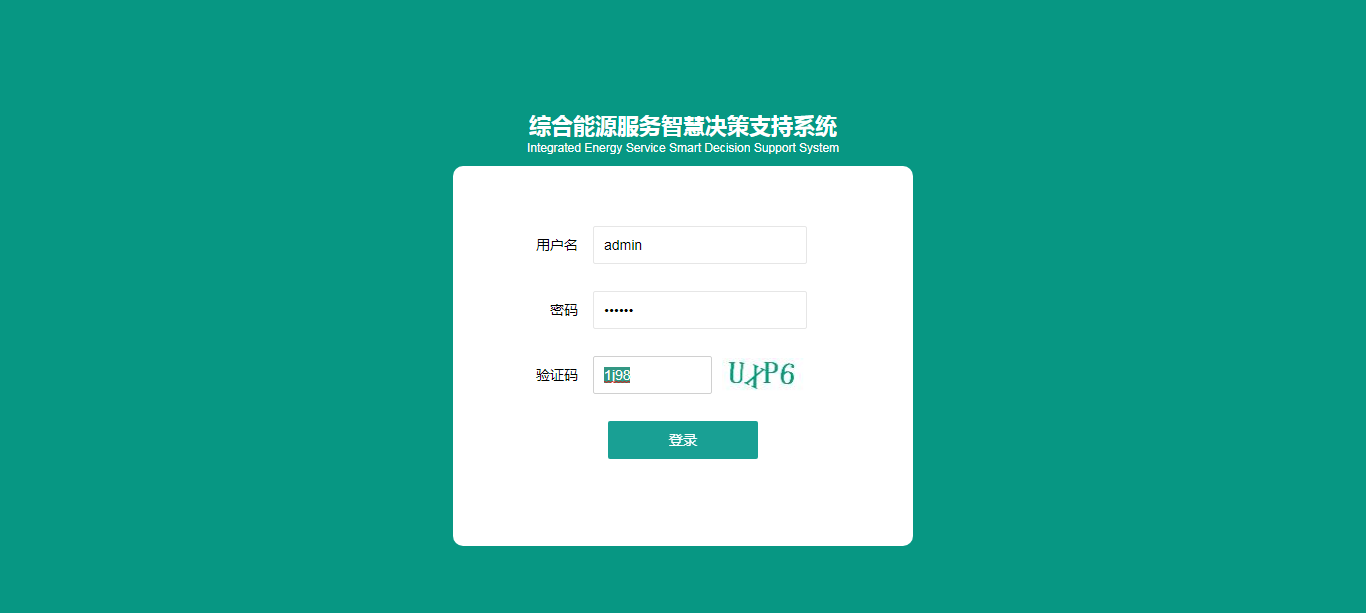 综合能源服务智慧决策支持系统
Integrated Energy Service Smart Decision Support System
用户名 admin
密码 ••••••
验证码 1j98 UXP6
登录